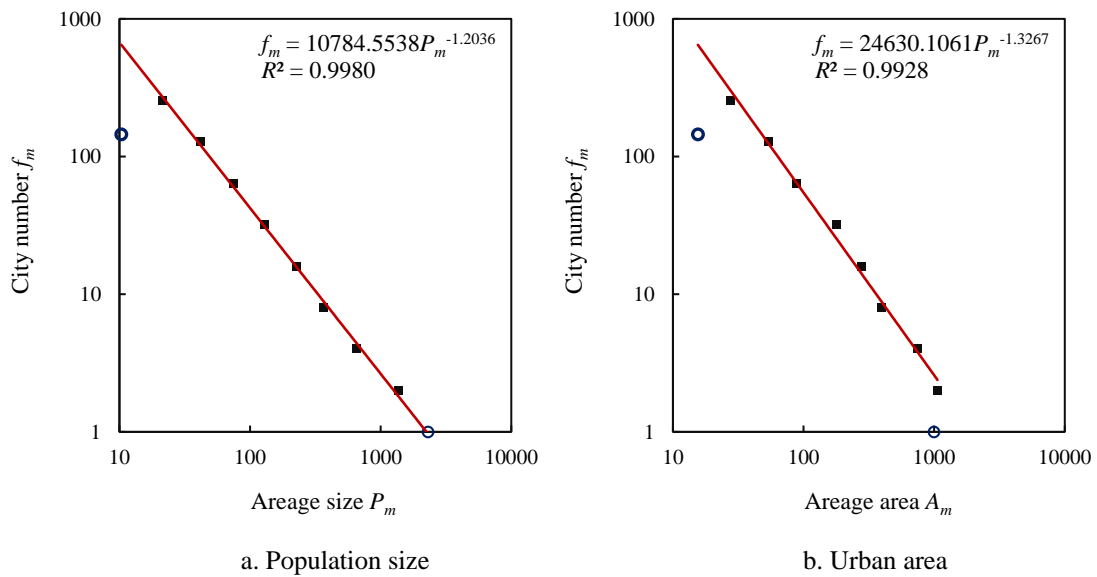 1000
100
10
1
10
100
1000
10000
City number f_m
Areage size P_m
f_m = 10784.5538P_m^-1.2036
R² = 0.9980
a. Population size
1000
100
10
1
10
100
1000
10000
City number f_m
Areage area A_m
f_m = 24630.1061P_m^-1.3267
R² = 0.9928
b. Urban area